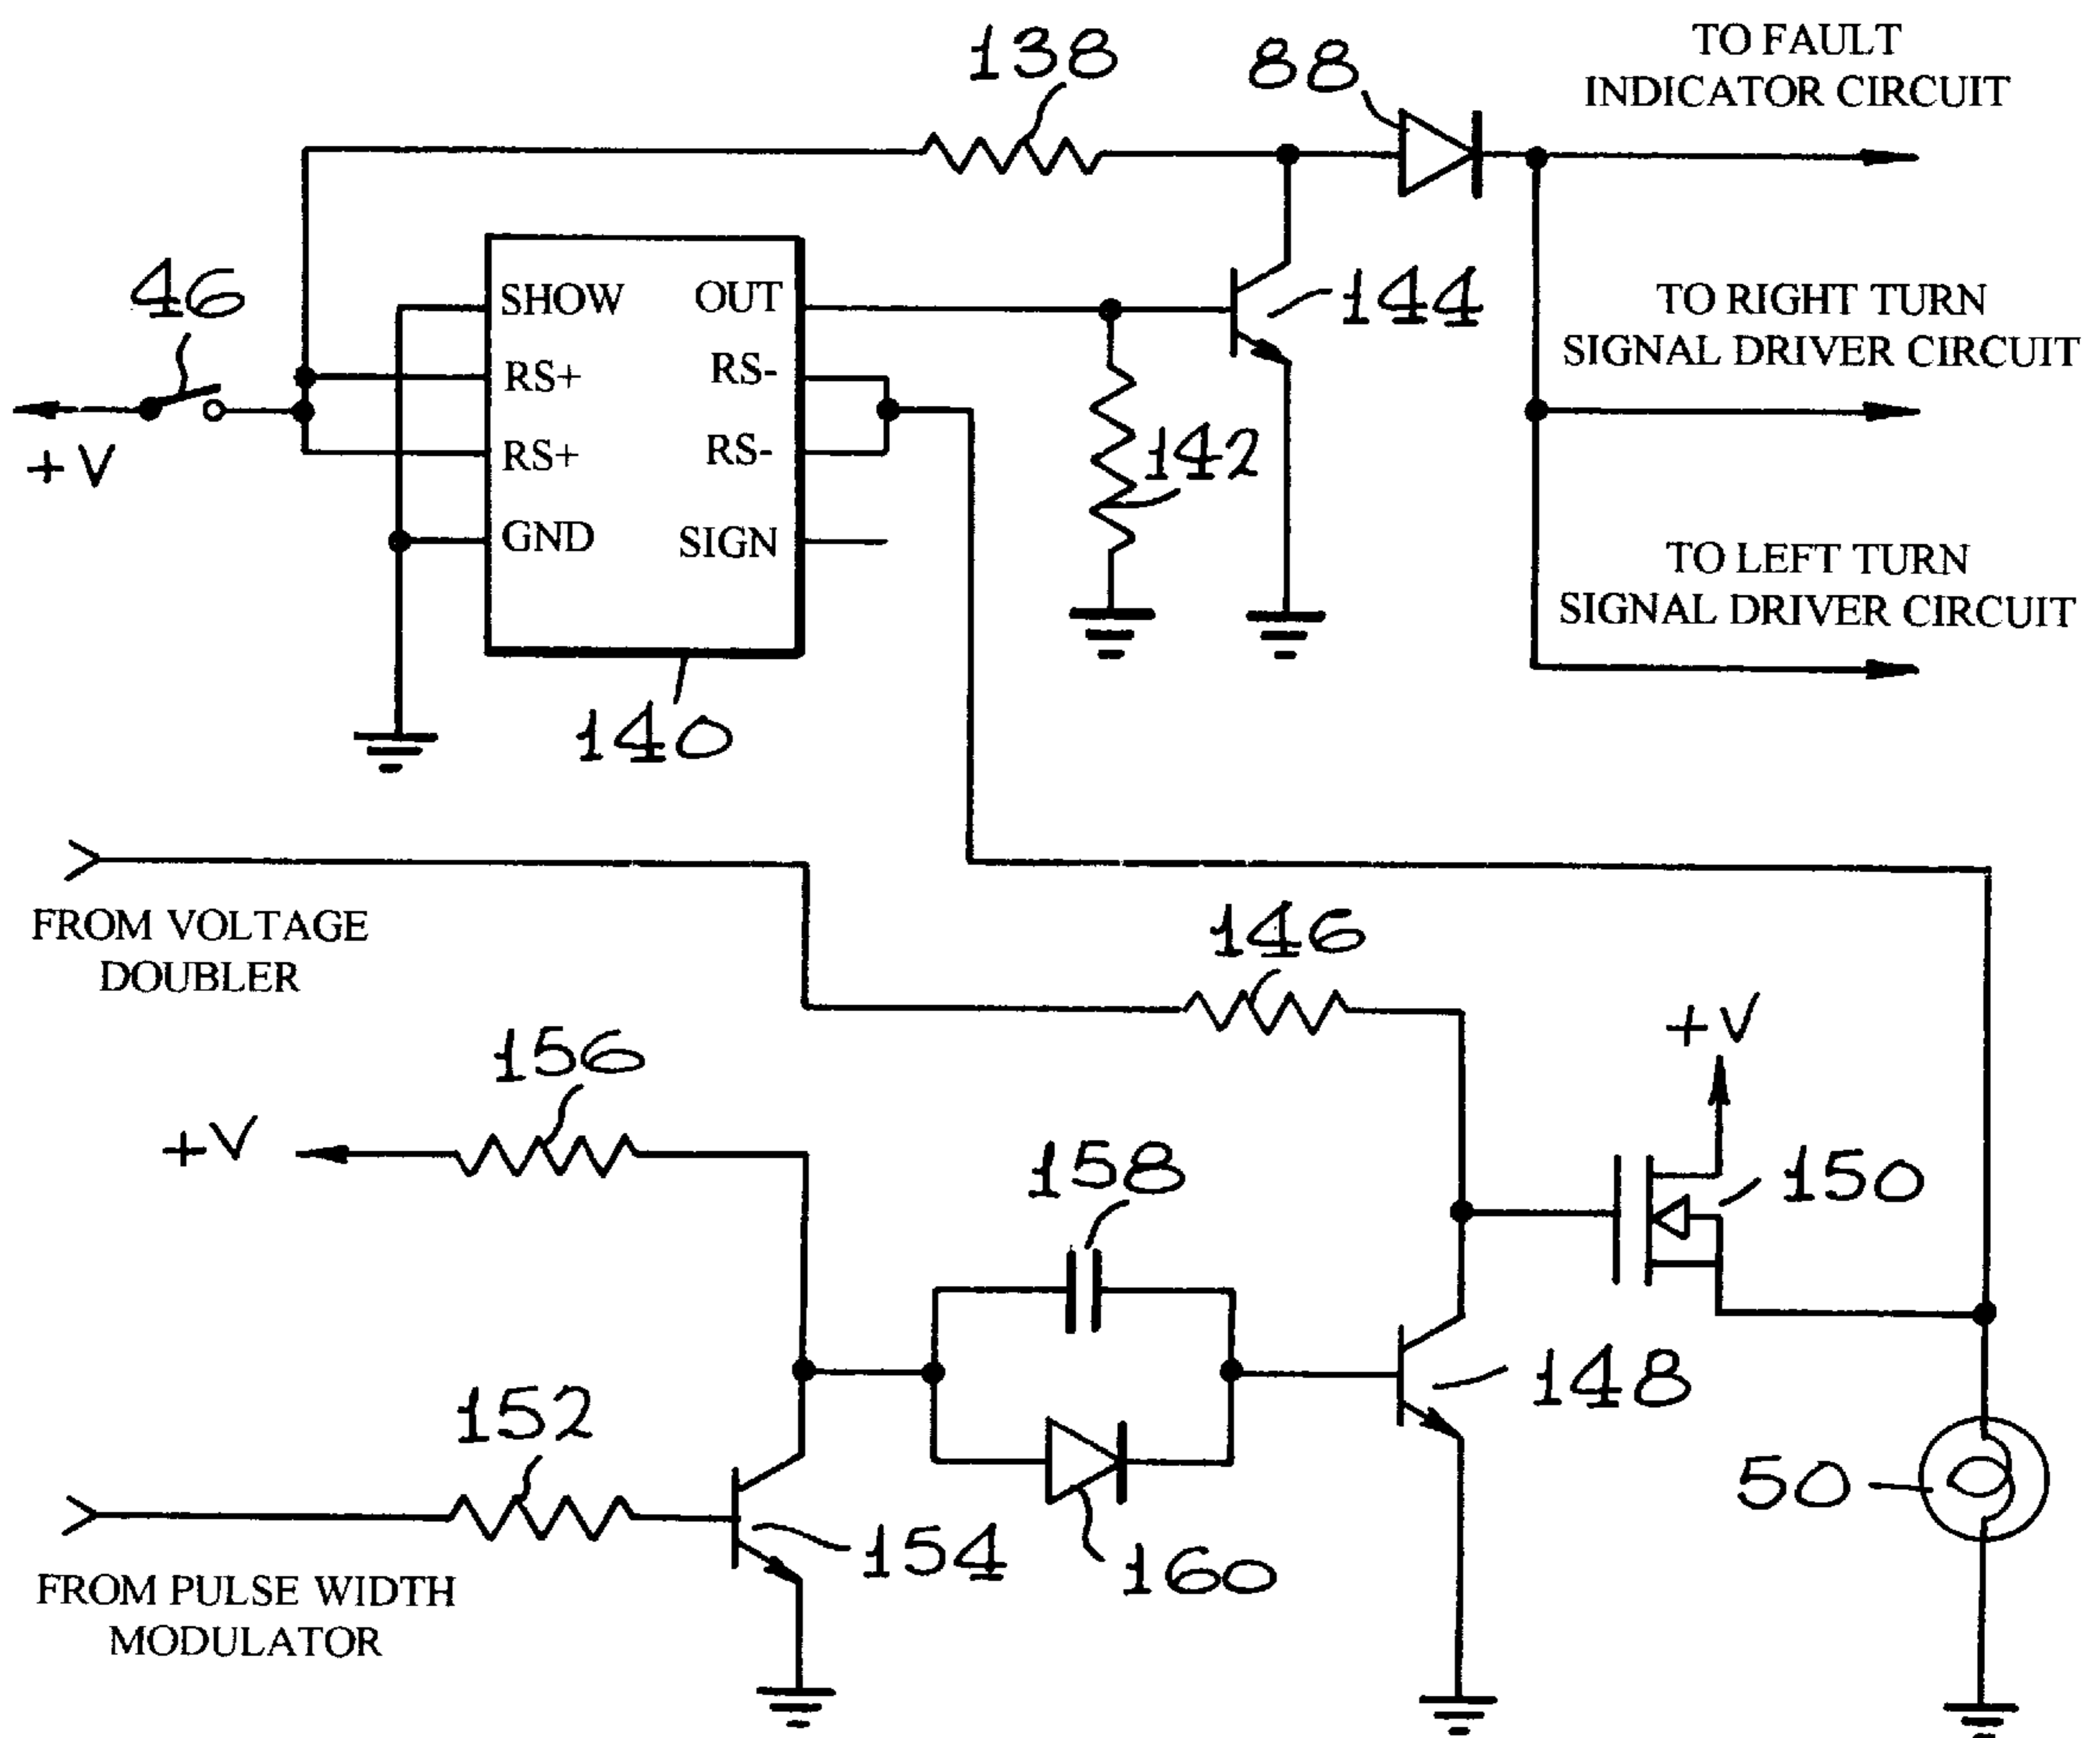 138
88
TO FAULT
INDICATOR CIRCUIT
46
SHOW
OUT
144
TO RIGHT TURN
SIGNAL DRIVER CIRCUIT
RS+
RS-
+V
RS+
RS-
142
GND
SIGN
TO LEFT TURN
SIGNAL DRIVER CIRCUIT
140
FROM VOLTAGE
DOUBLER
146
+V
156
+V
158
150
152
148
154
160
50
FROM PULSE WIDTH
MODULATOR